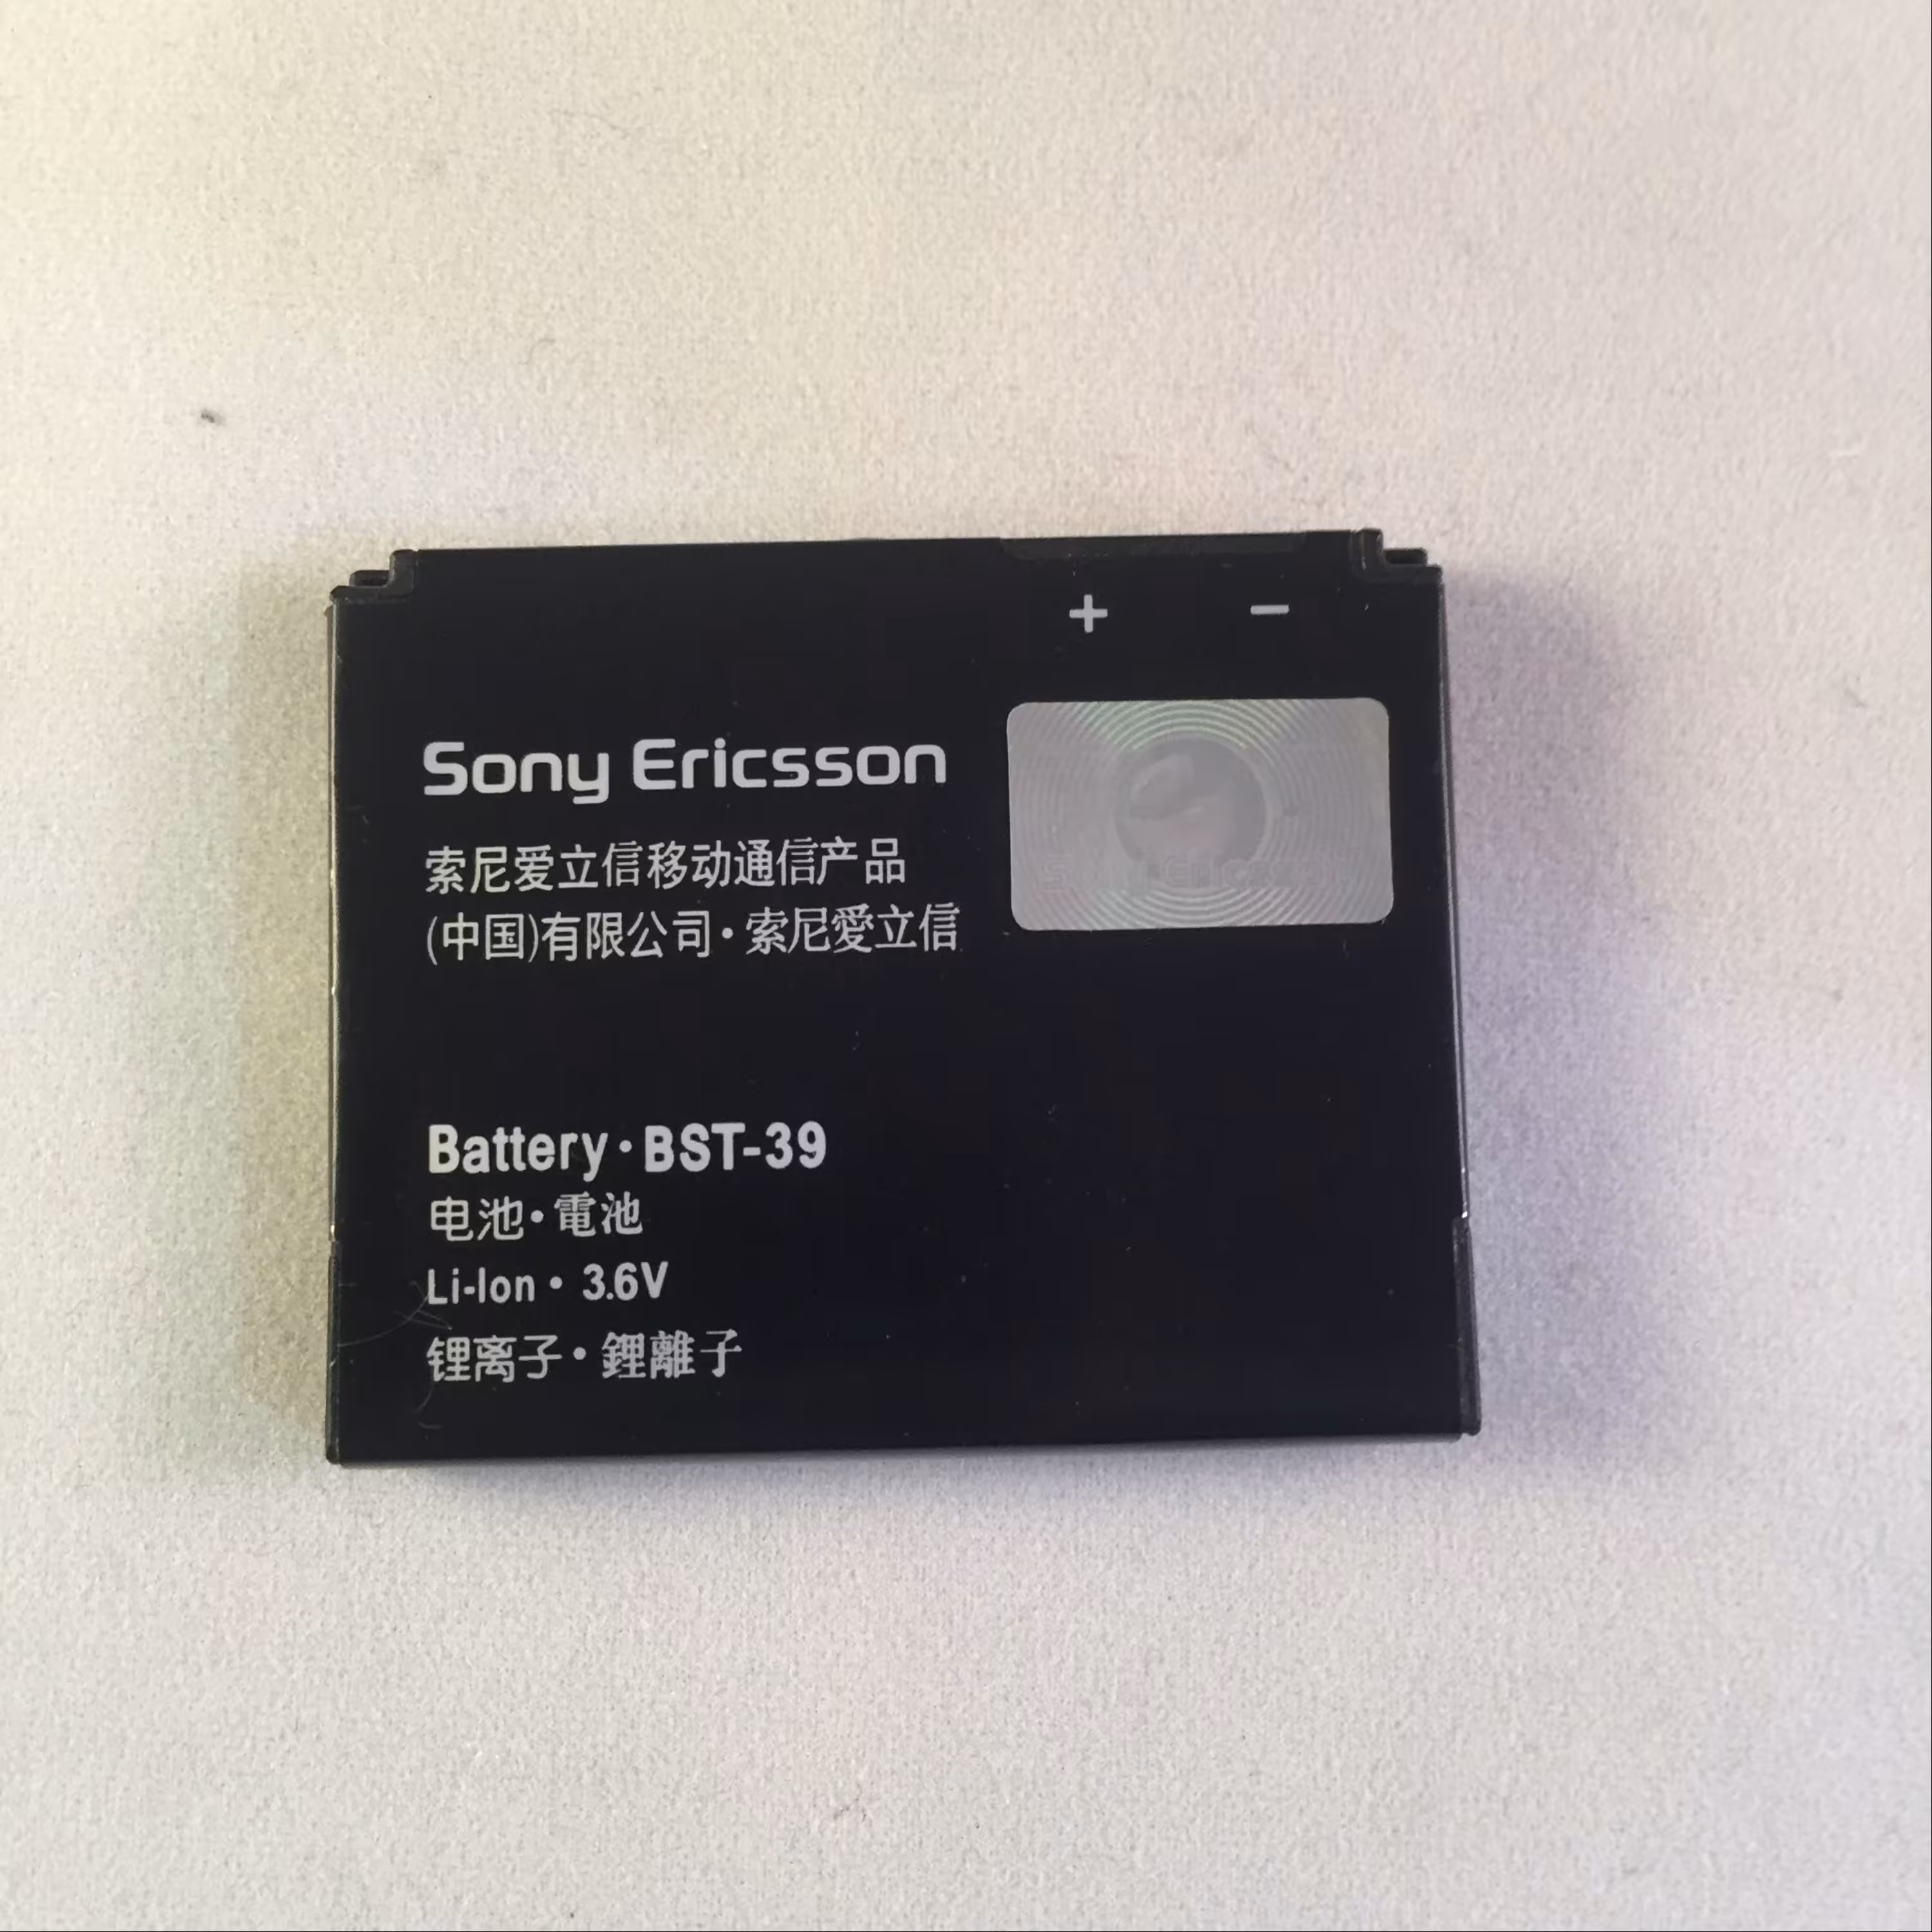 + −
Sony Ericsson
索尼爱立信移动通信产品
(中国)有限公司·索尼愛立信
Battery·BST-39
电池·電池
Li-Ion· 3.6V
锂离子·鋰離子